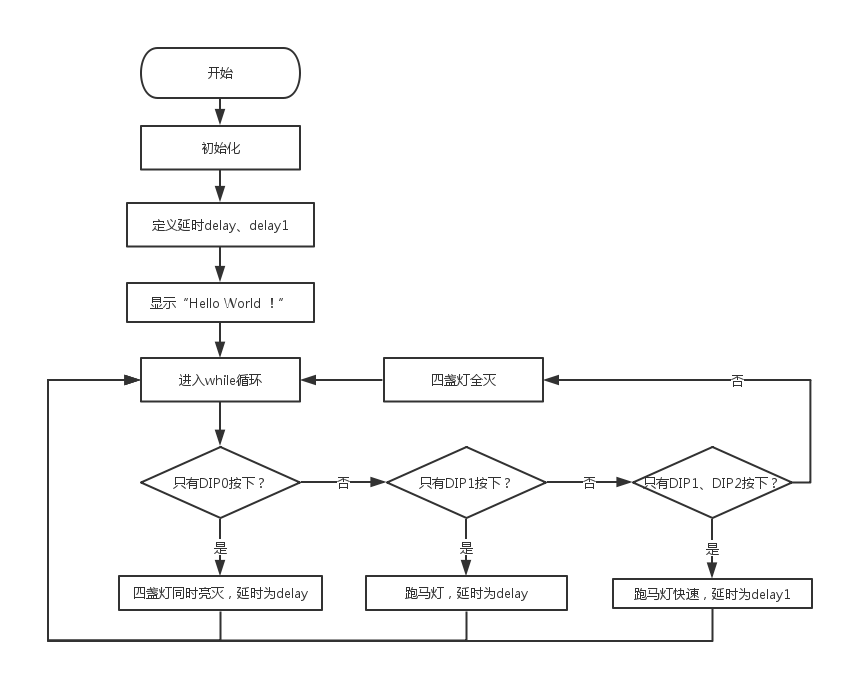 开始
初始化
定义延时delay、delay1
显示“Hello World ！”
进入while循环
四盏灯全灭
否
只有DIP0按下？
否
只有DIP1按下？
否
只有DIP1、DIP2按下？
是
是
是
四盏灯同时亮灭，延时为delay
跑马灯，延时为delay
跑马灯快速，延时为delay1